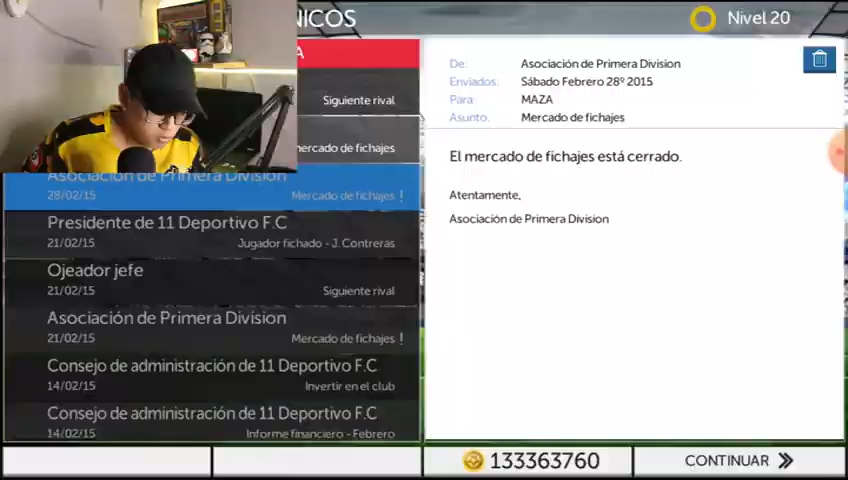 NICOS
Nivel 20
A
Siguiente rival
mercado de fichajes
Asociación de Primera Division
28/02/15
Mercado de fichajes !
Presidente de 11 Deportivo F.C
21/02/15
Jugador fichado - J. Contreras
Ojeador jefe
21/02/15
Siguiente rival
Asociación de Primera Division
21/02/15
Mercado de fichajes !
Consejo de administración de 11 Deportivo F.C
14/02/15
Invertir en el club
Consejo de administración de 11 Deportivo F.C
14/02/15
Informe financiero - Febrero
De: Asociación de Primera Division
Enviados: Sábado Febrero 28º 2015
Para: MAZA
Asunto: Mercado de fichajes
El mercado de fichajes está cerrado.
Atentamente,
Asociación de Primera Division
133363760
CONTINUAR